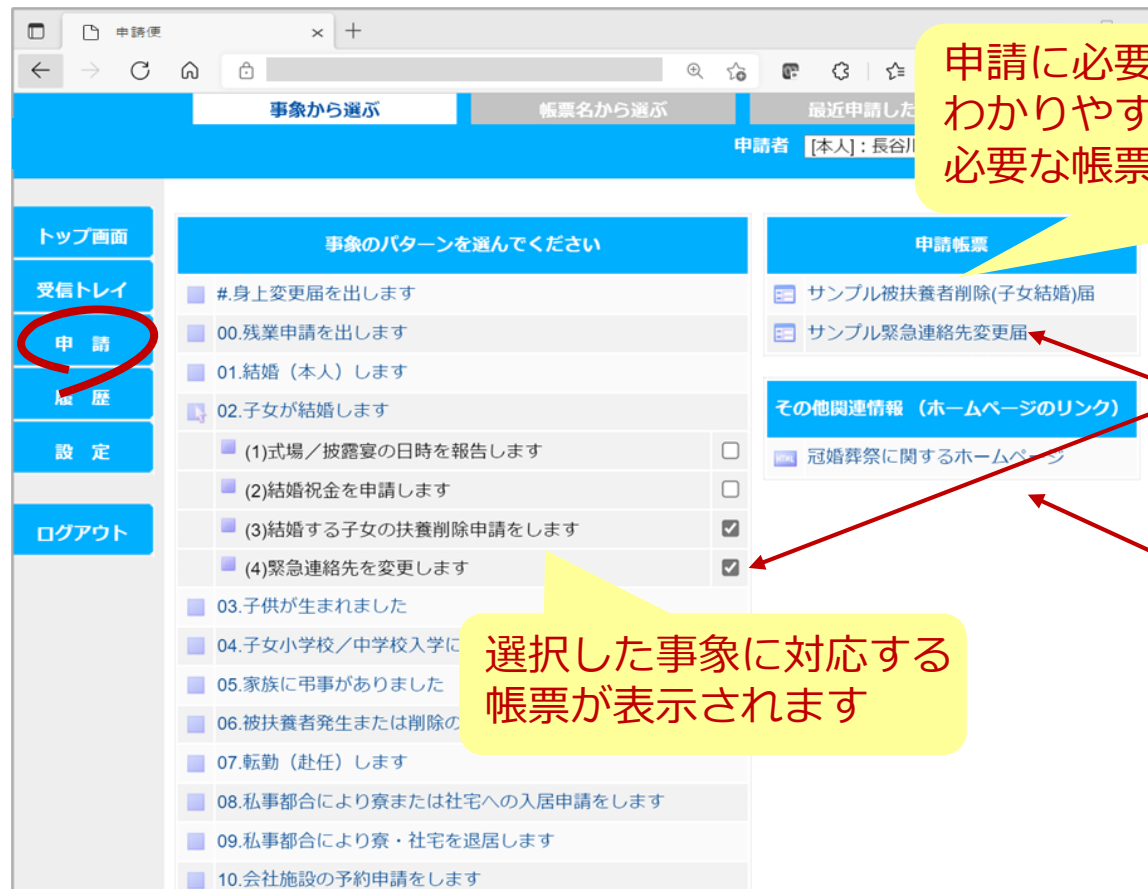 申請便
事象から選ぶ
帳票名から選ぶ
最近申請した
申請者 [本人]:長谷川
申請に必要
わかりやす
必要な帳票
トップ画面
受信トレイ
申 請
履 歴
設 定
ログアウト
事象のパターンを選んでください
#.身上変更届を出します
00.残業申請を出します
01.結婚（本人）します
02.子女が結婚します
(1)式場／披露宴の日時を報告します
(2)結婚祝金を申請します
(3)結婚する子女の扶養削除申請をします
(4)緊急連絡先を変更します
03.子供が生まれました
04.子女小学校／中学校入学に
05.家族に弔事がありました
06.被扶養者発生または削除の
07.転勤（赴任）します
08.私事都合により寮または社宅への入居申請をします
09.私事都合により寮・社宅を退居します
10.会社施設の予約申請をします
選択した事象に対応する
帳票が表示されます
申請帳票
サンプル被扶養者削除(子女結婚)届
サンプル緊急連絡先変更届
その他関連情報 （ホームページのリンク）
冠婚葬祭に関するホームページ